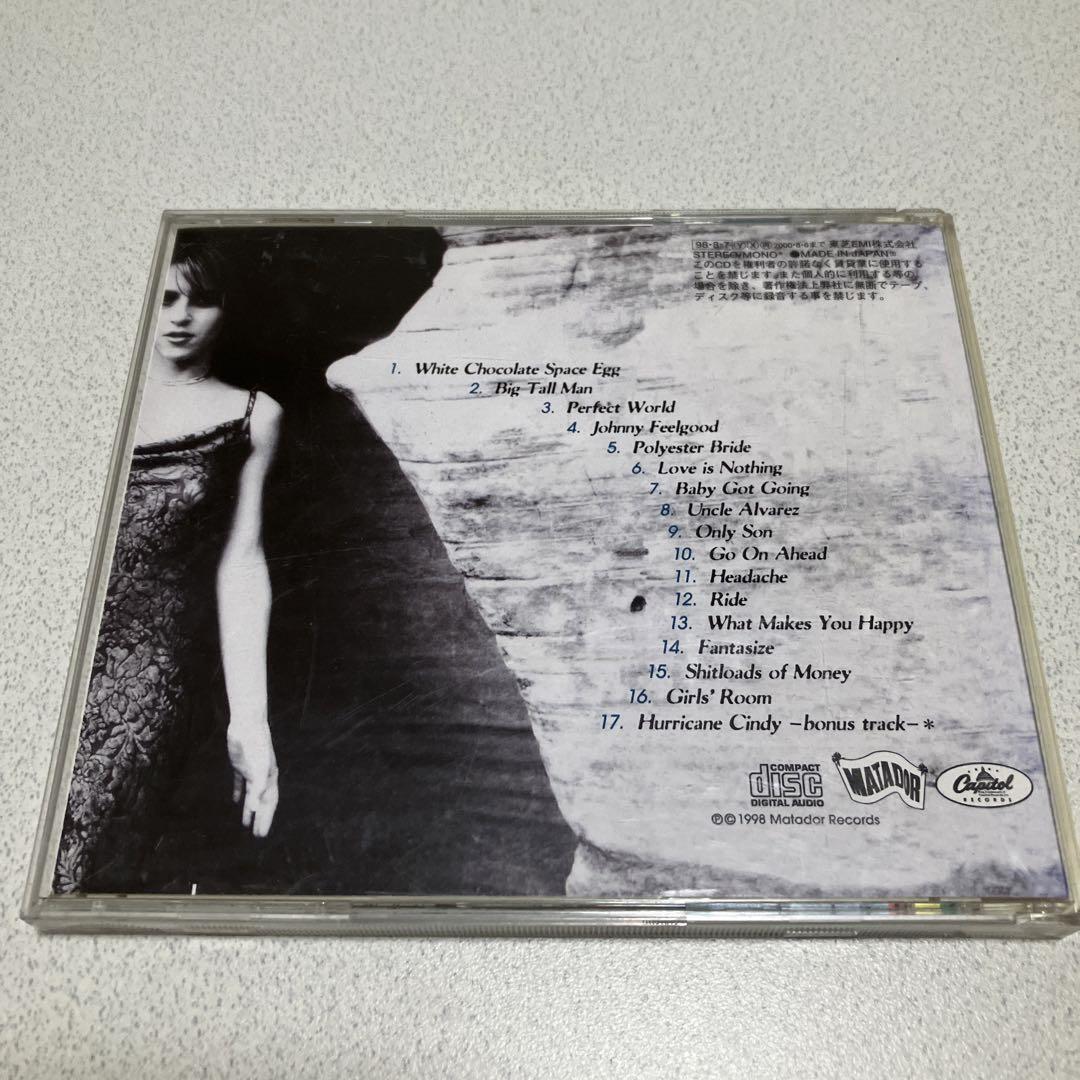 2000・8・6まで 東芝EMI株式会社
STEREO/MONO* ●MADE IN JAPAN
このCDを権利者の許諾なく賃貸業に使用する
ことを禁じます。また個人的に利用する等の
場合を除き、著作権法上弊社に無断でテープ、
ディスク等に録音する事を禁じます。
1. White Chocolate Space Egg
2. Big Tall Man
3. Perfect World
4. Johnny Feelgood
5. Polyester Bride
6. Love is Nothing
7. Baby Got Going
8. Uncle Alvarez
9. Only Son
10. Go On Ahead
11. Headache
12. Ride
13. What Makes You Happy
14. Fantasize
15. Shitloads of Money
16. Girls' Room
17. Hurricane Cindy –bonus track–*
COMPACT
disc
DIGITAL AUDIO
MATADOR
Capitol
RECORDS
℗© 1998 Matador Records